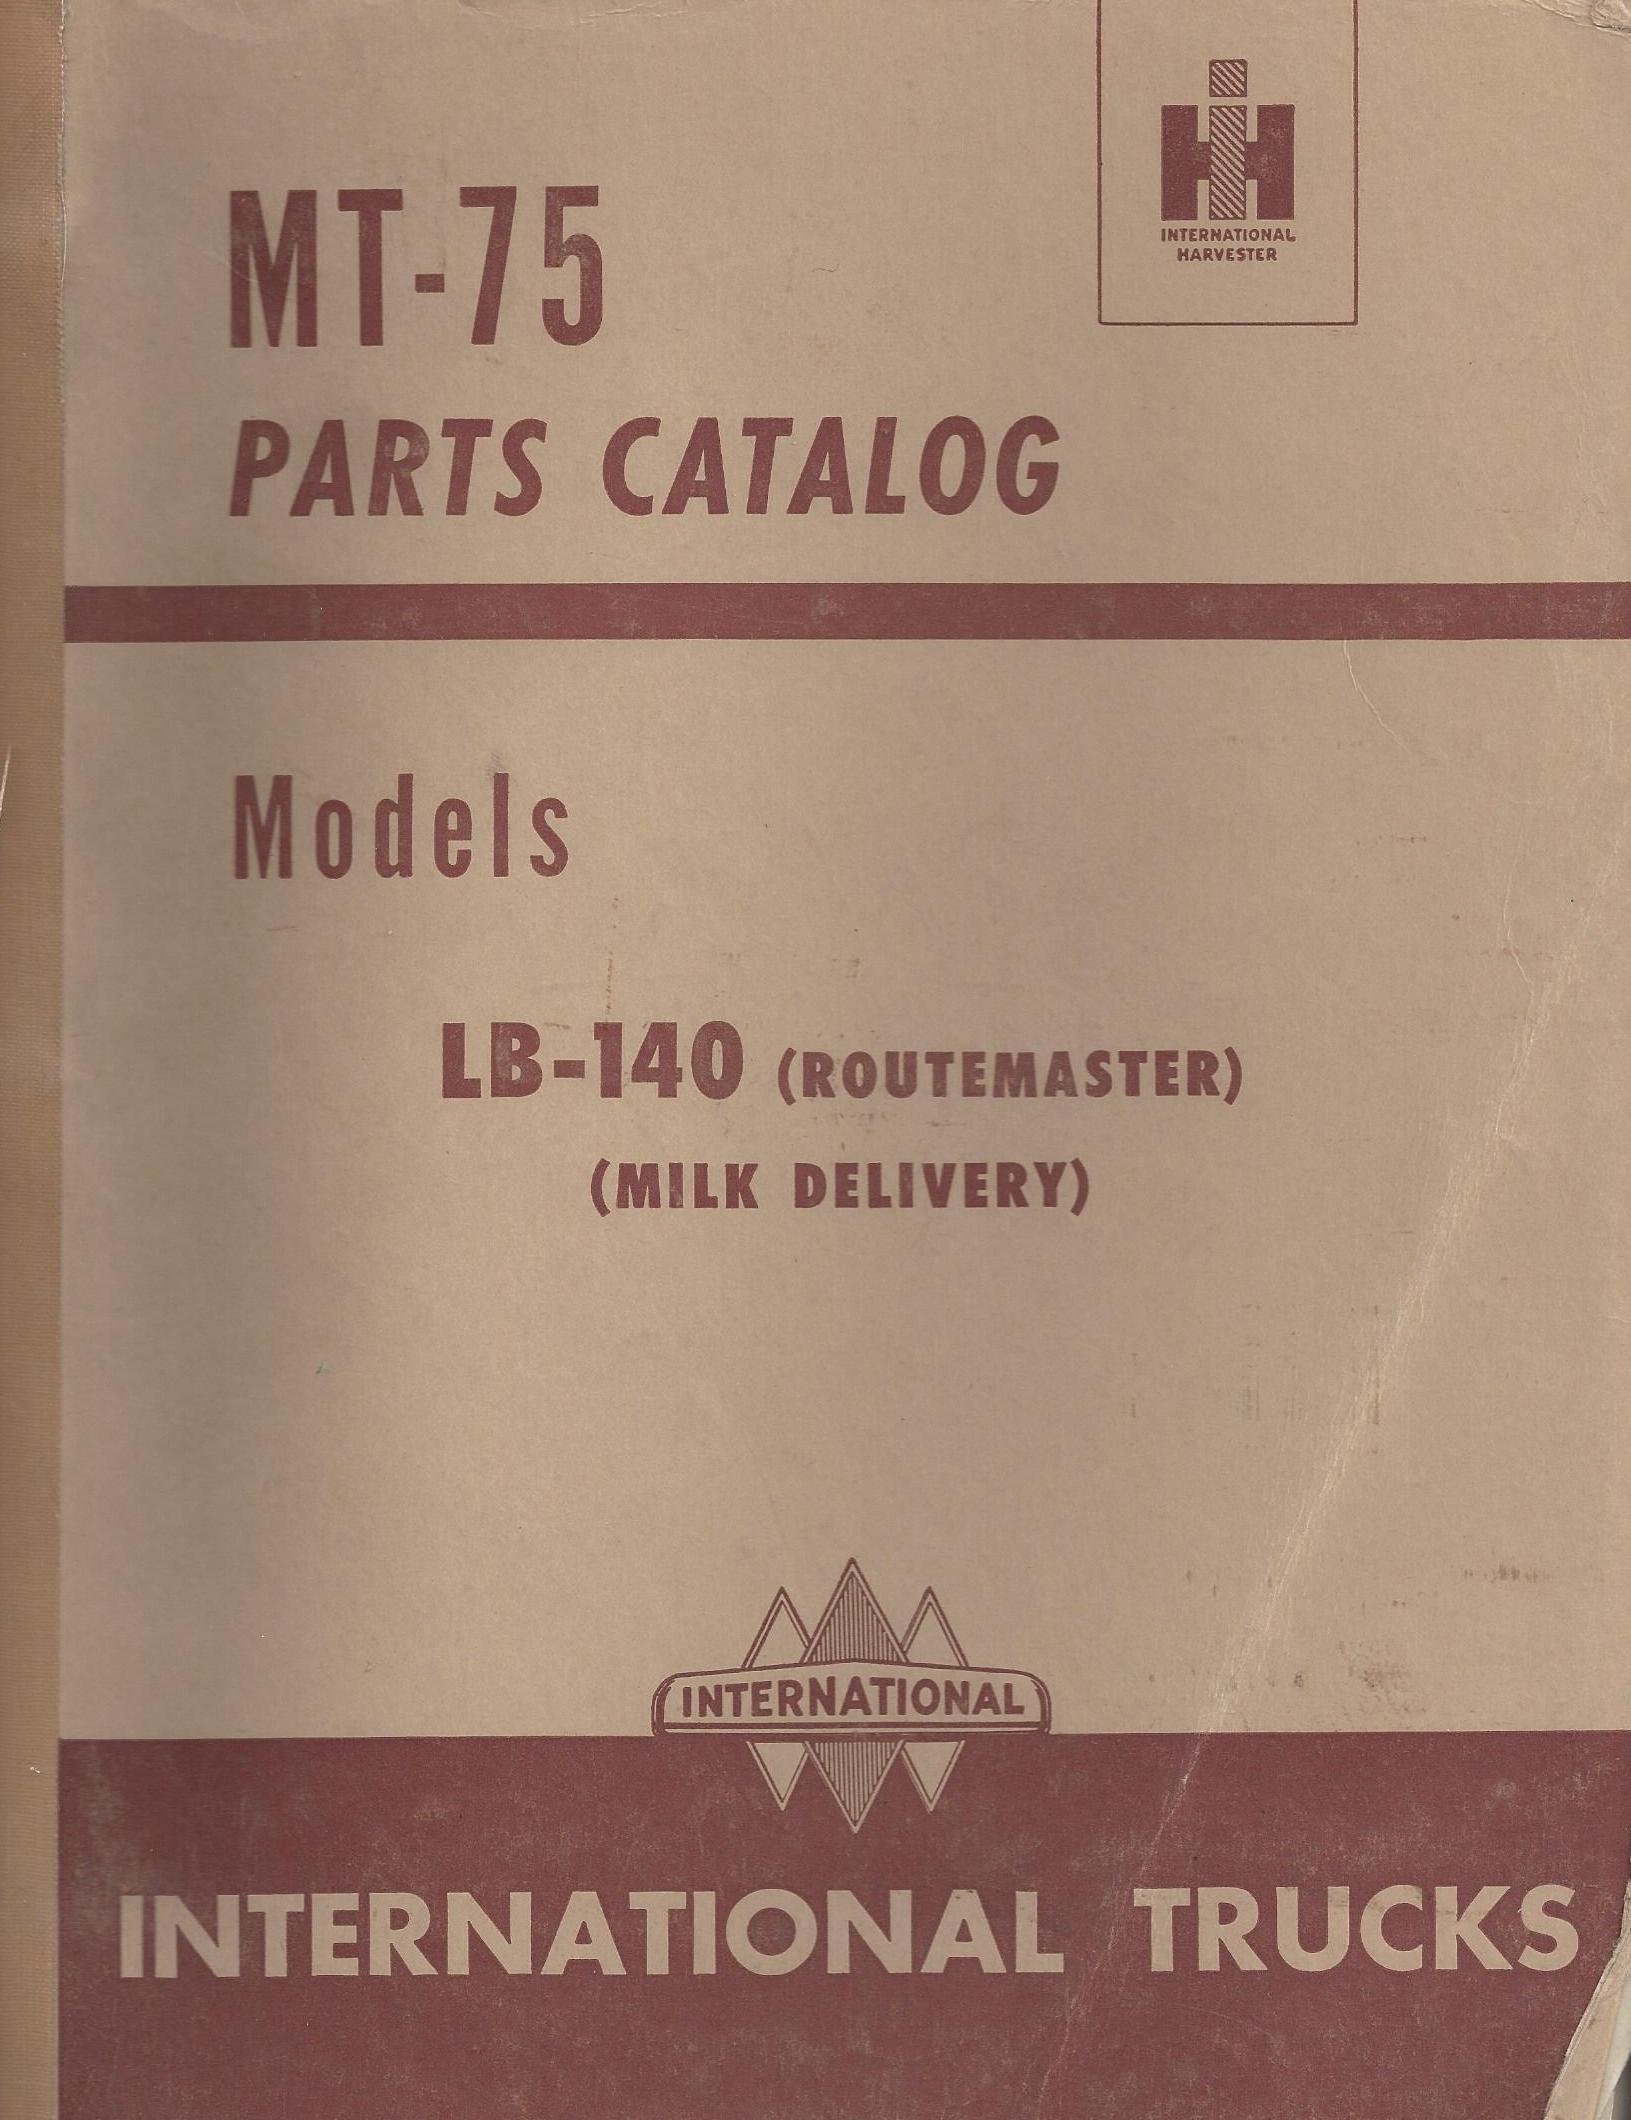 INTERNATIONAL
HARVESTER
MT-75
PARTS CATALOG
Models
LB-140 (ROUTEMASTER)
(MILK DELIVERY)
INTERNATIONAL
INTERNATIONAL TRUCKS